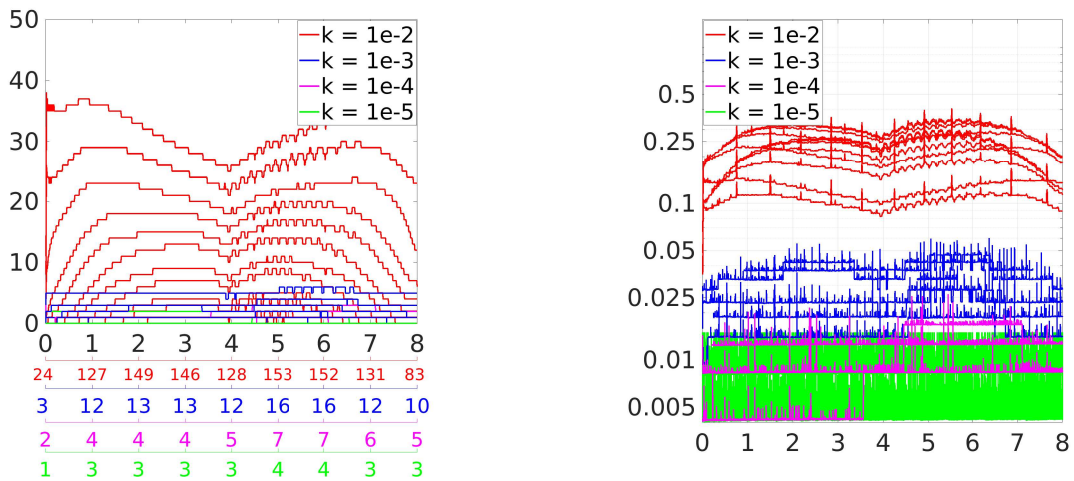 50
40
30
20
10
0
k = 1e-2
k = 1e-3
k = 1e-4
k = 1e-5
0 1 2 3 4 5 6 7 8
24 127 149 146 128 153 152 131 83
3 12 13 13 12 16 16 12 10
2 4 4 4 5 7 7 6 5
1 3 3 3 3 4 4 3 3
k = 1e-2
k = 1e-3
k = 1e-4
k = 1e-5
0.5
0.25
0.1
0.05
0.025
0.01
0.005
0 1 2 3 4 5 6 7 8